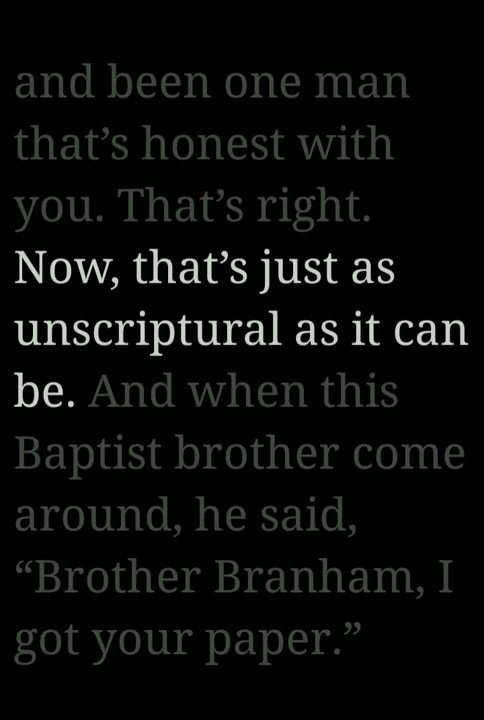 and been one man
that’s honest with
you. That’s right.
Now, that’s just as
unscriptural as it can
be. And when this
Baptist brother come
around, he said,
“Brother Branham, I
got your paper.”